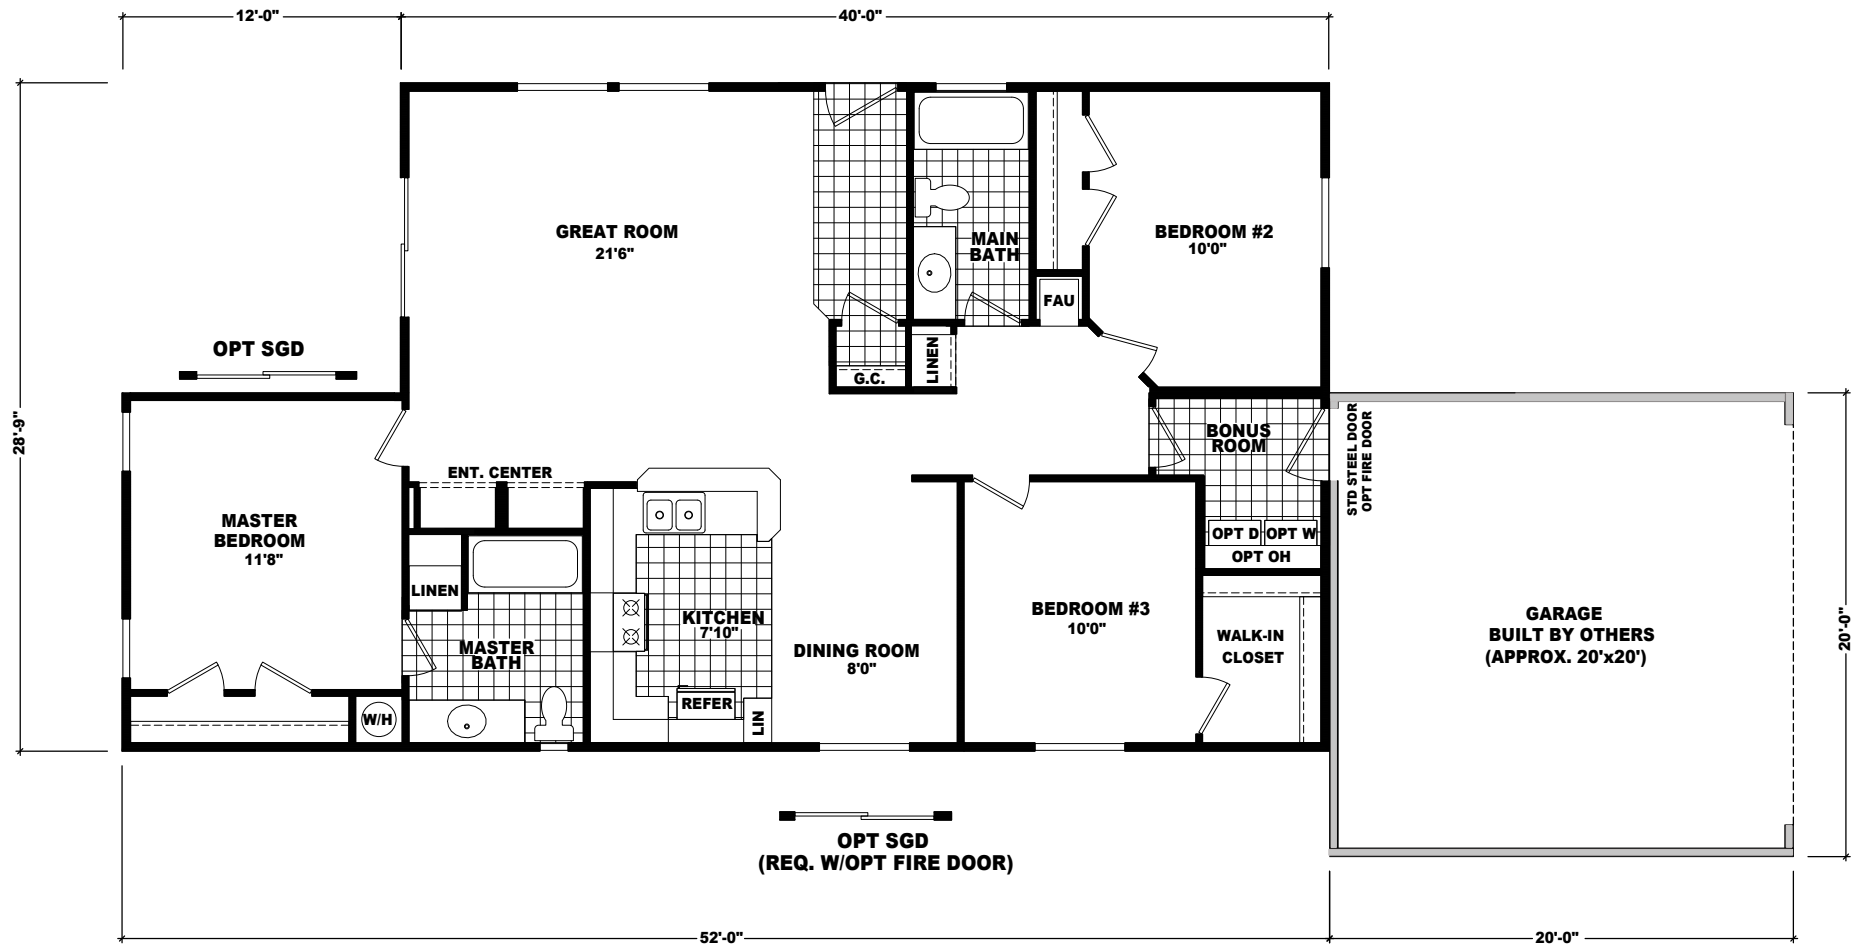 12'-0"
40'-0"
28'-9"
GREAT ROOM
21'6"
MAIN
BATH
BEDROOM #2
10'0"
FAU
OPT SGD
G.C.
LINEN
ENT. CENTER
BONUS
ROOM
STD STEEL DOOR
OPT FIRE DOOR
MASTER
BEDROOM
11'8"
OPT D
OPT W
OPT OH
LINEN
KITCHEN
7'10"
BEDROOM #3
10'0"
GARAGE
BUILT BY OTHERS
(APPROX. 20'x20')
20'-0"
MASTER
BATH
DINING ROOM
8'0"
WALK-IN
CLOSET
REFER
LIN
W/H
OPT SGD
(REQ. W/OPT FIRE DOOR)
52'-0"
20'-0"